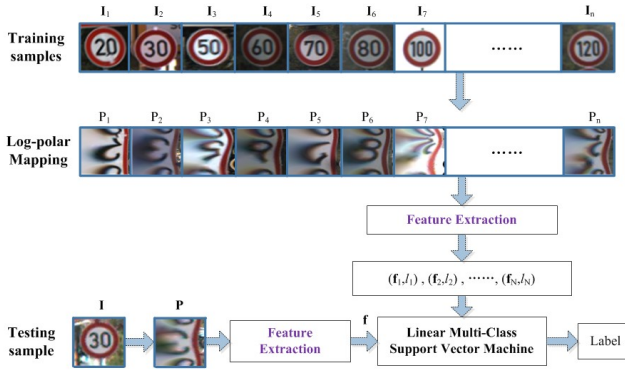 I1 I2 I3 I4 I5 I6 I7 In
Training
samples
20 30 50 60 70 80 100 ...... 120
P1 P2 P3 P4 P5 P6 P7 Pn
Log-polar
Mapping
......
Feature Extraction
(f1,l1) , (f2,l2) , ……, (fN,lN)
I P f
Testing
sample
30
Feature
Extraction
Linear Multi-Class
Support Vector Machine
Label